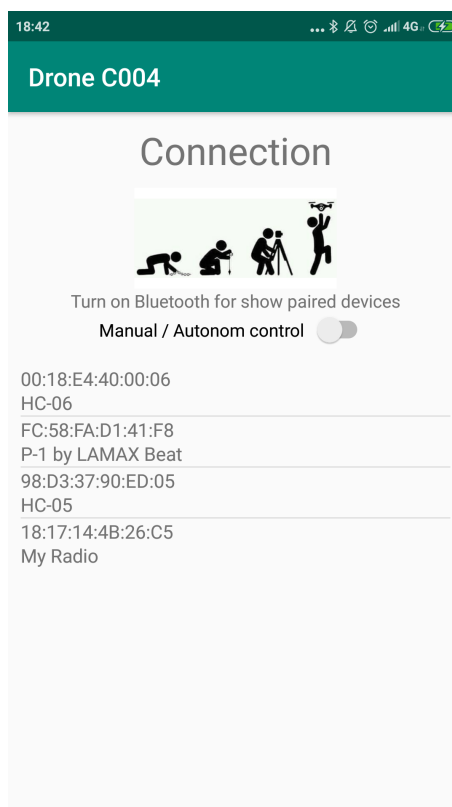 18:42 ... 4G
Drone C004
Connection
Turn on Bluetooth for show paired devices
Manual / Autonom control
00:18:E4:40:00:06
HC-06
FC:58:FA:D1:41:F8
P-1 by LAMAX Beat
98:D3:37:90:ED:05
HC-05
18:17:14:4B:26:C5
My Radio